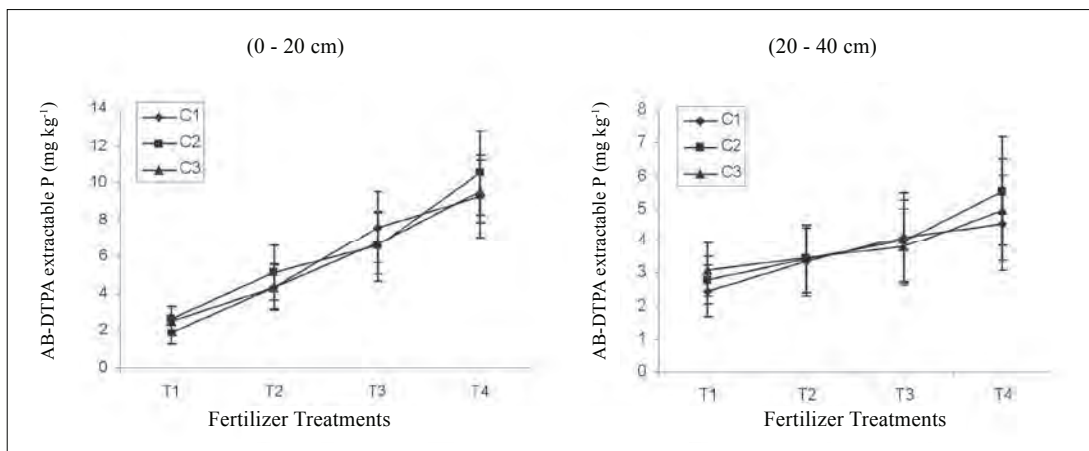 (0 - 20 cm)
AB-DTPA extractable P (mg kg⁻¹)
14
12
10
8
6
4
2
0
C1
C2
C3
T1 T2 T3 T4
Fertilizer Treatments
(20 - 40 cm)
AB-DTPA extractable P (mg kg⁻¹)
8
7
6
5
4
3
2
1
0
C1
C2
C3
T1 T2 T3 T4
Fertilizer Treatments